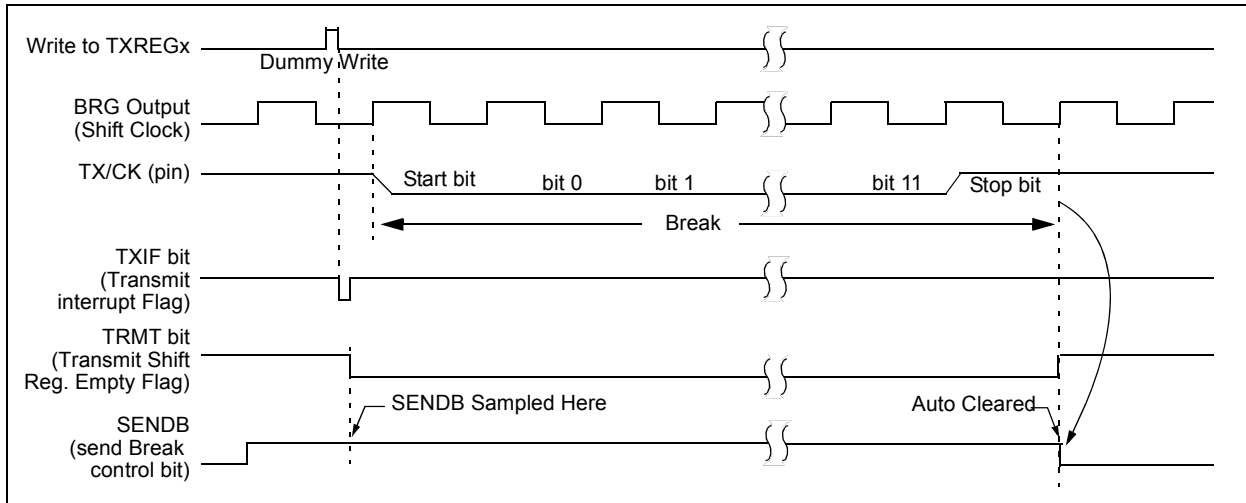 Write to TXREGx
Dummy Write
BRG Output
(Shift Clock)
TX/CK (pin)
Start bit
bit 0
bit 1
bit 11
Stop bit
Break
TXIF bit
(Transmit
interrupt Flag)
TRMT bit
(Transmit Shift
Reg. Empty Flag)
SENDB Sampled Here
Auto Cleared
SENDB
(send Break
control bit)